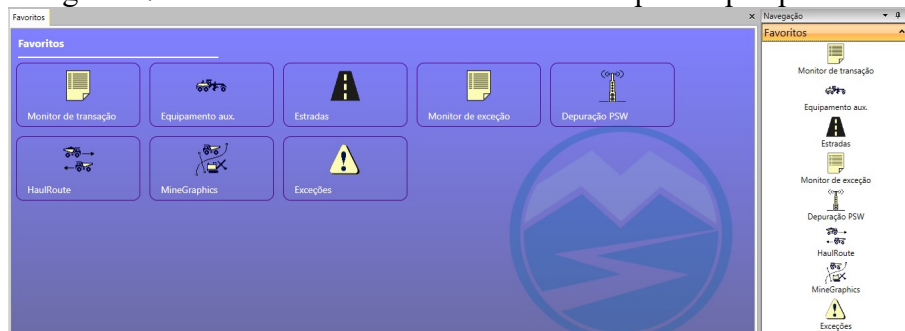 Favoritos
Navegação
Favoritos
Favoritos
Monitor de transação
Equipamento aux.
Estradas
Monitor de exceção
Depuração PSW
HaulRoute
MineGraphics
Exceções
Monitor de transação
Equipamento aux.
Estradas
Monitor de exceção
Depuração PSW
HaulRoute
MineGraphics
Exceções